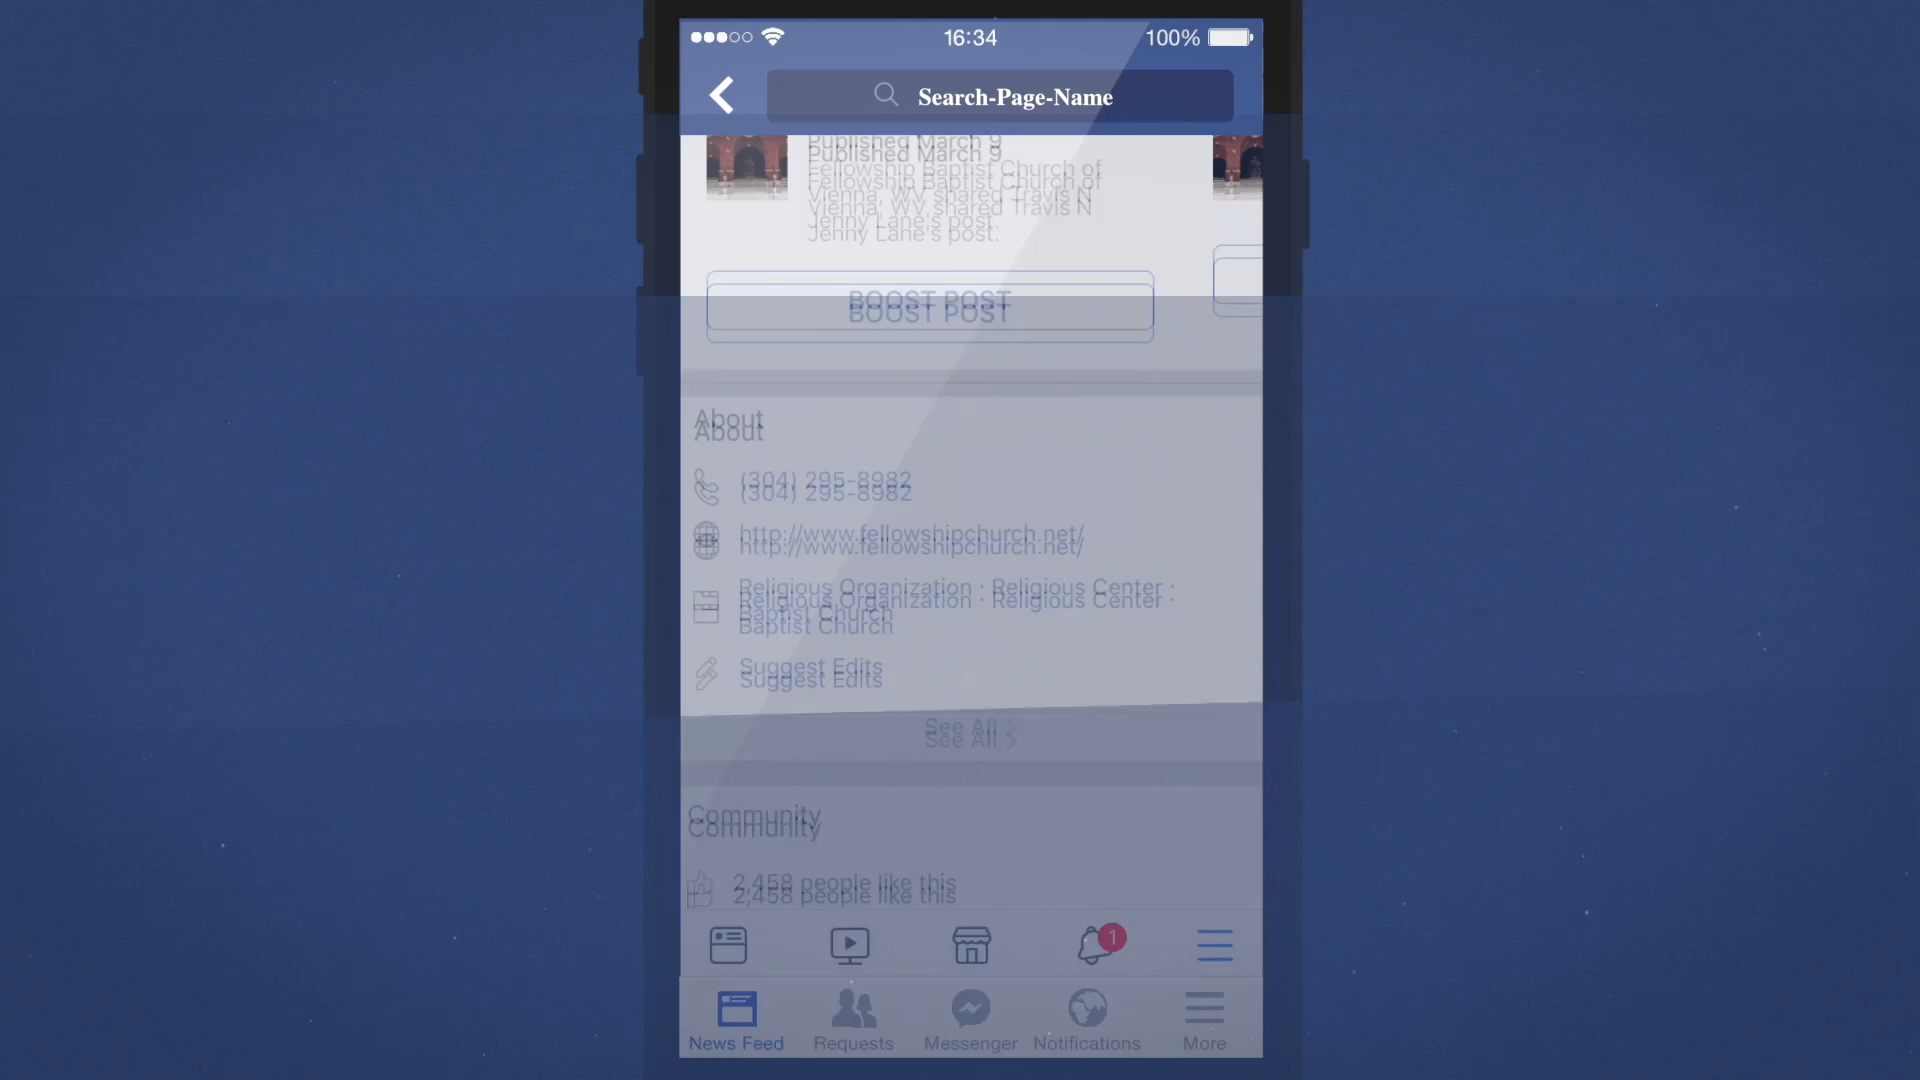 16:34
100%
Search-Page-Name
Published March 9
Fellowship Baptist Church of
Vienna, WV shared Travis N
Jenny Lane's post.
BOOST POST
About
(304) 295-8982
http://www.fellowshipchurch.net/
Religious Organization · Religious Center ·
Baptist Church
Suggest Edits
See All
Community
2,458 people like this
1
News Feed
Requests
Messenger
Notifications
More